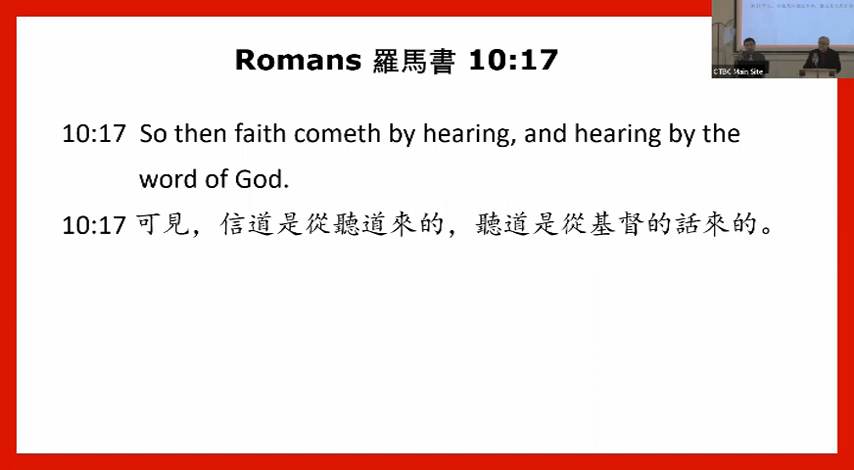 Romans 羅馬書 10:17
10:17 So then faith cometh by hearing, and hearing by the
word of God.
10:17 可見，信道是從聽道來的，聽道是從基督的話來的。
CTBC Main Site